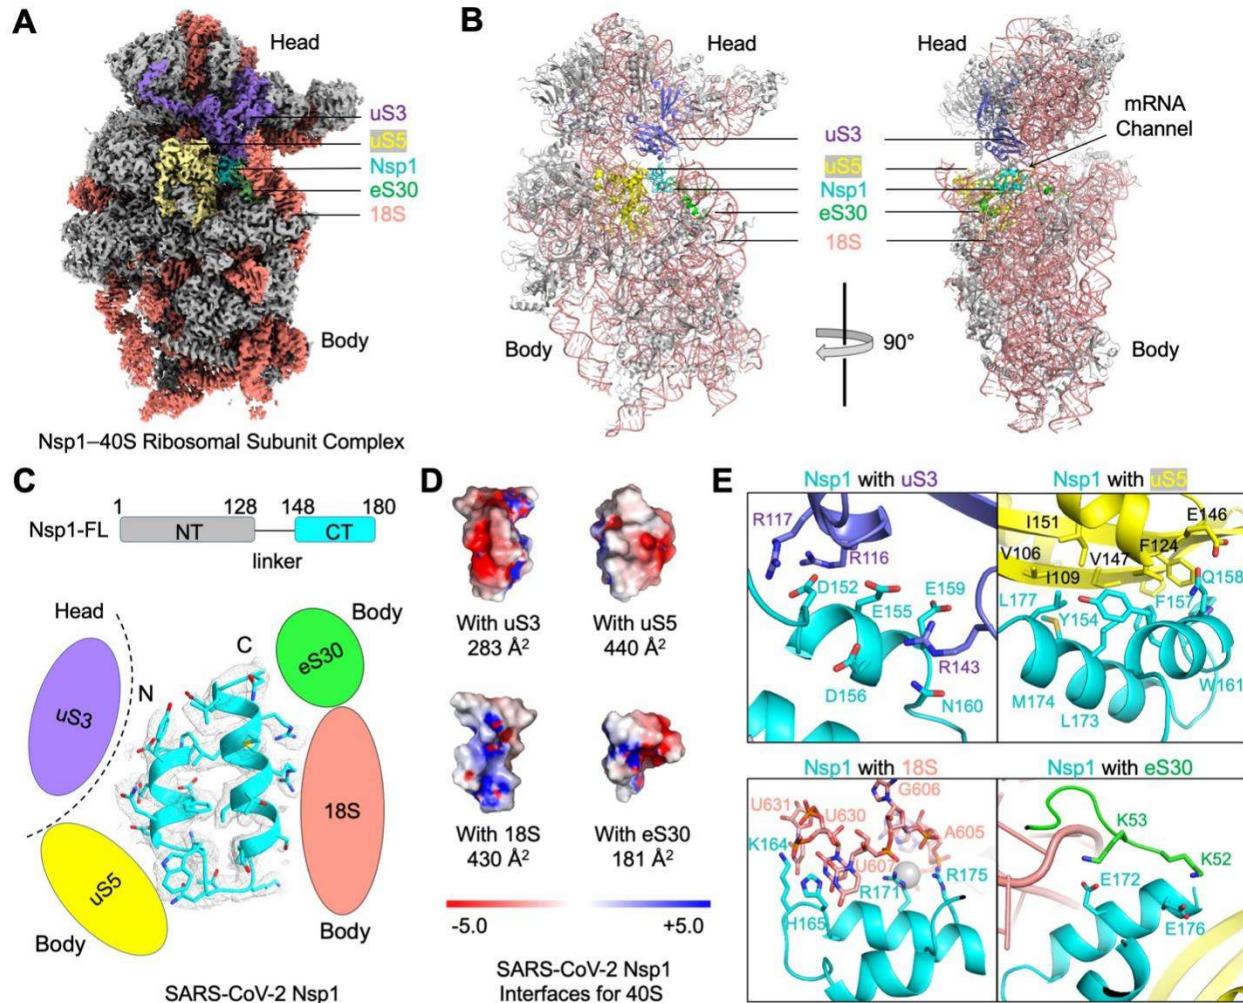 A
Head
uS3
uS5
Nsp1
eS30
18S
Body
Nsp1–40S Ribosomal Subunit Complex
B
Head
Head
mRNA
Channel
uS3
uS5
Nsp1
eS30
18S
Body
90°
Body
C
1 128 148 180
Nsp1-FL NT CT
linker
Head
Body
C
eS30
N
uS3
18S
uS5
Body
Body
SARS-CoV-2 Nsp1
D
With uS3
283 Å²
With uS5
440 Å²
With 18S
430 Å²
With eS30
181 Å²
-5.0 +5.0
SARS-CoV-2 Nsp1
Interfaces for 40S
E
Nsp1 with uS3
R117
R116
D152
E159
E155
R143
D156
N160
Nsp1 with uS5
E146
I151
F124
V106
V147
Q158
I109
L177
F157
Y154
W161
M174
L173
Nsp1 with 18S
G606
U631
U630
A605
K164
U607
R171
R175
H165
Nsp1 with eS30
K53
K52
E172
E176